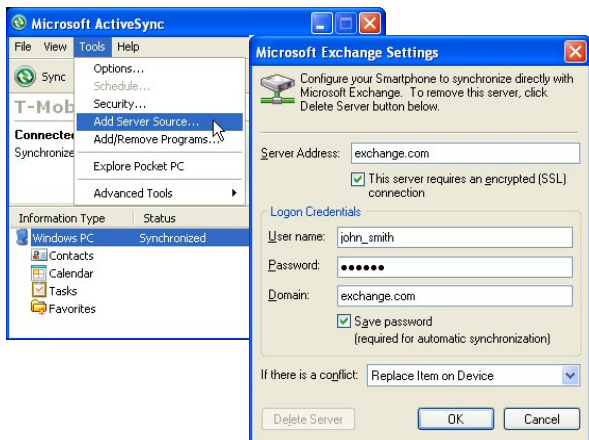 Microsoft ActiveSync
File View Tools Help
Sync
Options...
Schedule...
Security...
Add Server Source...
Add/Remove Programs...
Explore Pocket PC
Advanced Tools
T-Mob
Connected
Synchronize
Information Type Status
Windows PC Synchronized
Contacts
Calendar
Tasks
Favorites
Microsoft Exchange Settings
Configure your Smartphone to synchronize directly with
Microsoft Exchange. To remove this server, click
Delete Server button below.
Server Address: exchange.com
This server requires an encrypted (SSL)
connection
Logon Credentials
User name: john_smith
Password: ●●●●●●
Domain: exchange.com
Save password
(required for automatic synchronization)
If there is a conflict: Replace Item on Device
Delete Server OK Cancel